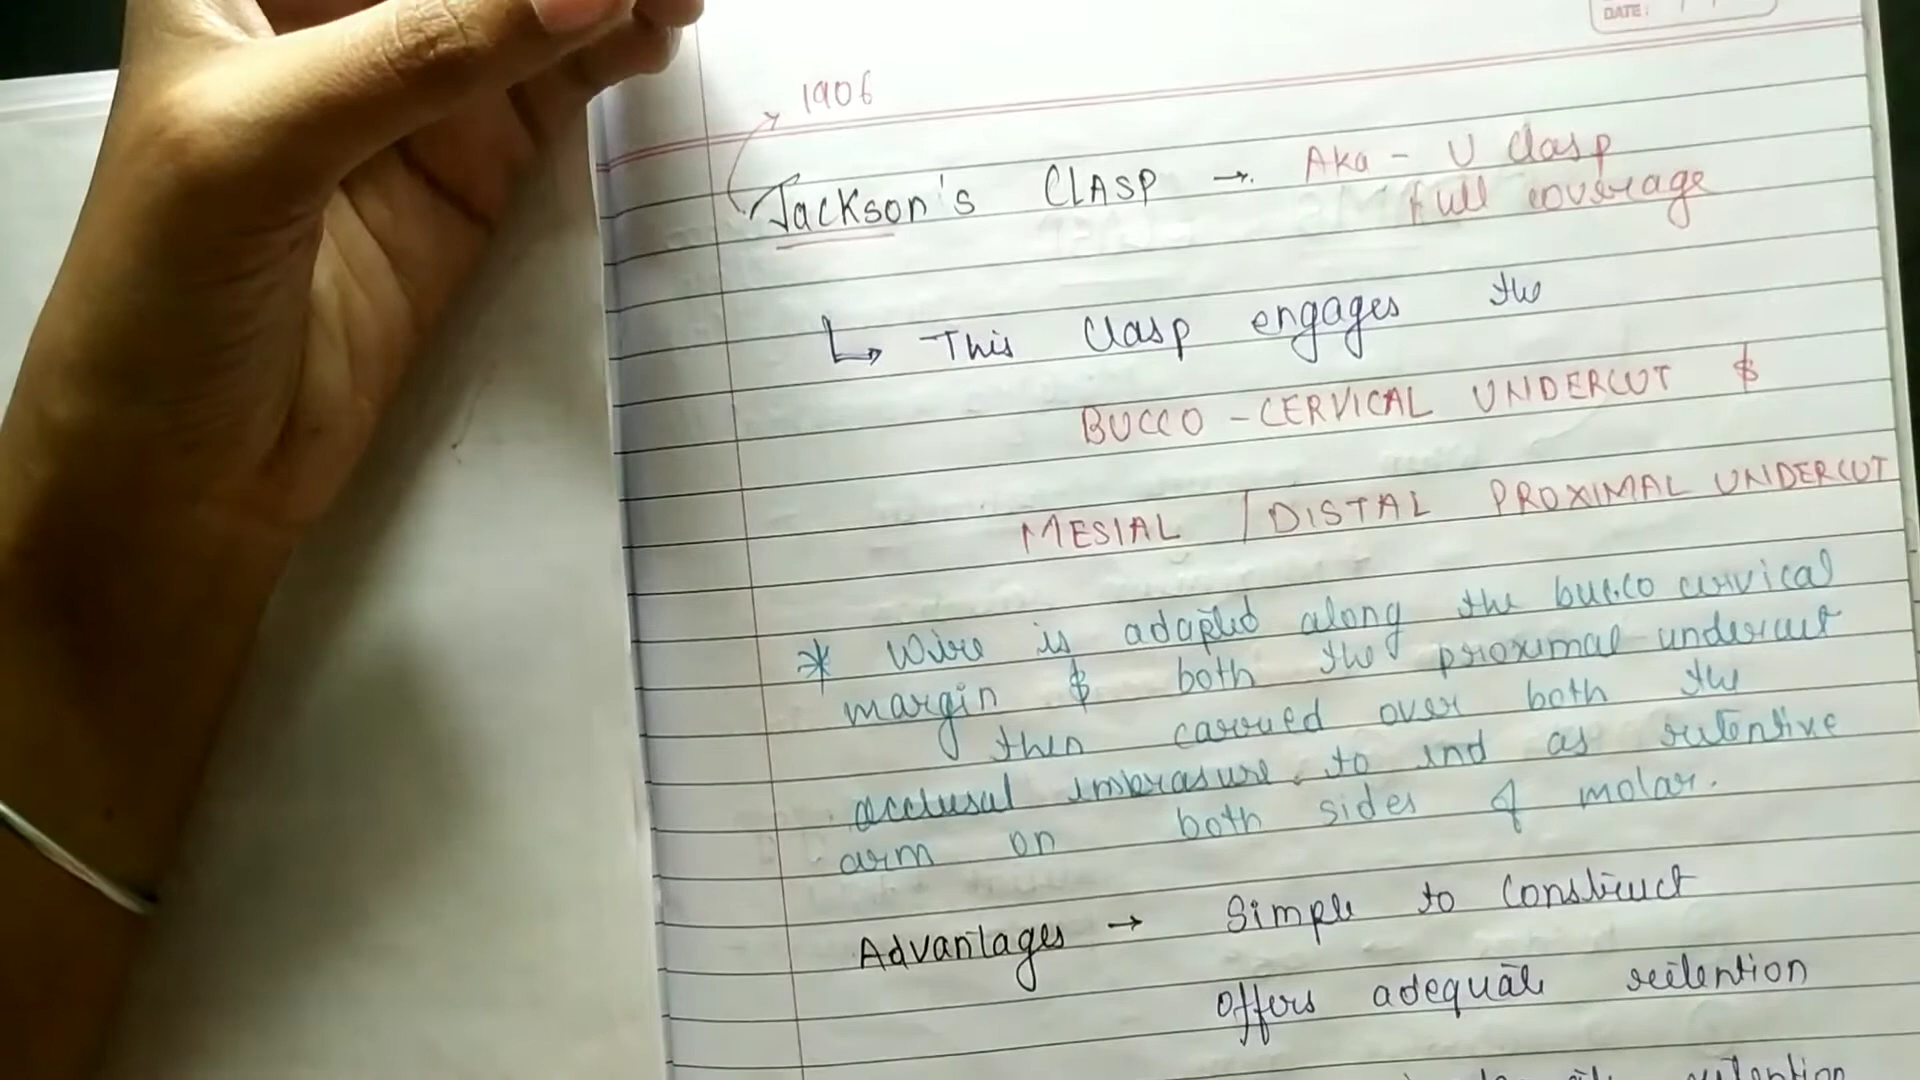 DATE:
1906
Jackson's CLASP → Aka - U Clasp
full coverage
↳ This Clasp engages the
BUCCO - CERVICAL UNDERCUT &
MESIAL / DISTAL PROXIMAL UNDERCUT
* Wire is adapted along the bucco cervical
margin & both the proximal undercut
then carried over both the
occlusal embrasure to end as retentive
arm on both sides of molar.
Advantages → Simple to Construct
offers adequate retention
retention